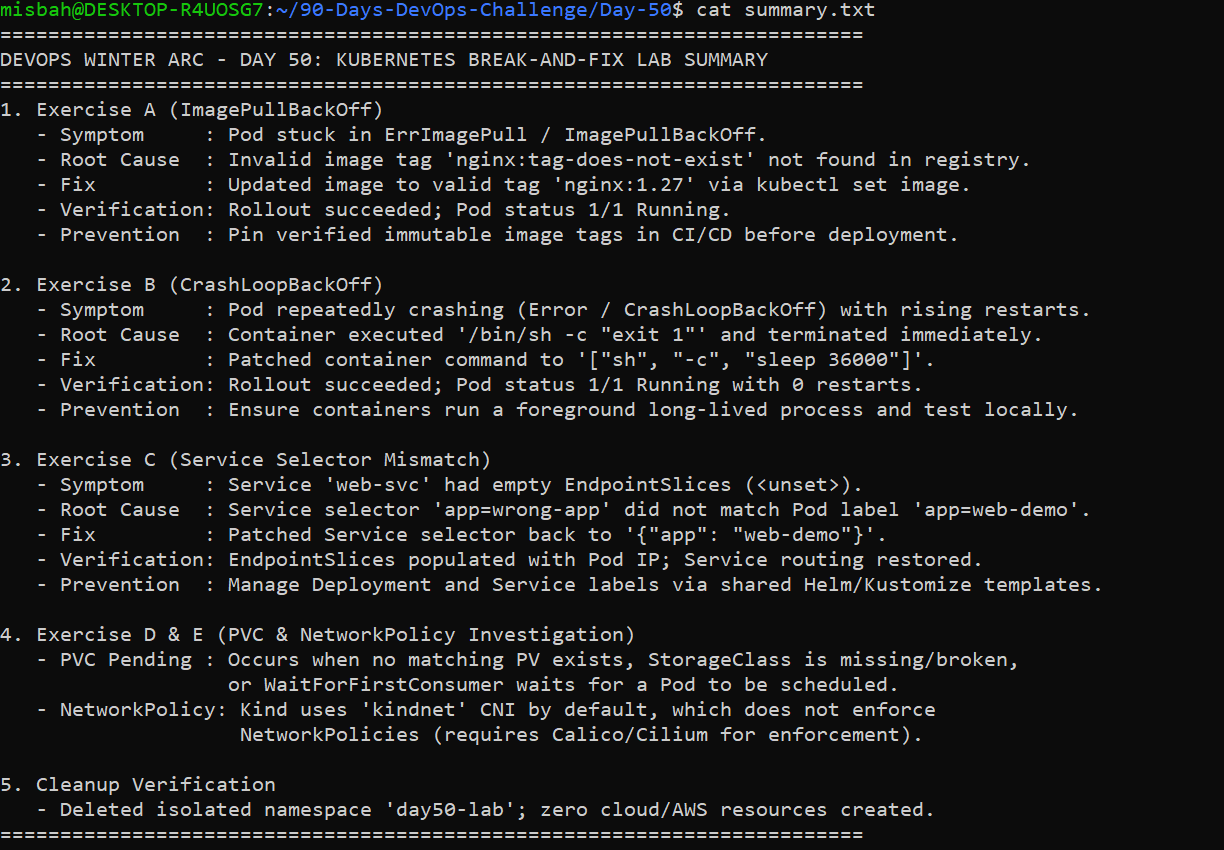 misbah@DESKTOP-R4UOSG7:~/90-Days-DevOps-Challenge/Day-50$ cat summary.txt
========================================================================
DEVOPS WINTER ARC - DAY 50: KUBERNETES BREAK-AND-FIX LAB SUMMARY
========================================================================
1. Exercise A (ImagePullBackOff)
   - Symptom     : Pod stuck in ErrImagePull / ImagePullBackOff.
   - Root Cause  : Invalid image tag 'nginx:tag-does-not-exist' not found in registry.
   - Fix         : Updated image to valid tag 'nginx:1.27' via kubectl set image.
   - Verification: Rollout succeeded; Pod status 1/1 Running.
   - Prevention  : Pin verified immutable image tags in CI/CD before deployment.

2. Exercise B (CrashLoopBackOff)
   - Symptom     : Pod repeatedly crashing (Error / CrashLoopBackOff) with rising restarts.
   - Root Cause  : Container executed '/bin/sh -c "exit 1"' and terminated immediately.
   - Fix         : Patched container command to '["sh", "-c", "sleep 36000"]'.
   - Verification: Rollout succeeded; Pod status 1/1 Running with 0 restarts.
   - Prevention  : Ensure containers run a foreground long-lived process and test locally.

3. Exercise C (Service Selector Mismatch)
   - Symptom     : Service 'web-svc' had empty EndpointSlices (<unset>).
   - Root Cause  : Service selector 'app=wrong-app' did not match Pod label 'app=web-demo'.
   - Fix         : Patched Service selector back to '{"app": "web-demo"}'.
   - Verification: EndpointSlices populated with Pod IP; Service routing restored.
   - Prevention  : Manage Deployment and Service labels via shared Helm/Kustomize templates.

4. Exercise D & E (PVC & NetworkPolicy Investigation)
   - PVC Pending : Occurs when no matching PV exists, StorageClass is missing/broken,
                   or WaitForFirstConsumer waits for a Pod to be scheduled.
   - NetworkPolicy: Kind uses 'kindnet' CNI by default, which does not enforce
                    NetworkPolicies (requires Calico/Cilium for enforcement).

5. Cleanup Verification
   - Deleted isolated namespace 'day50-lab'; zero cloud/AWS resources created.
========================================================================